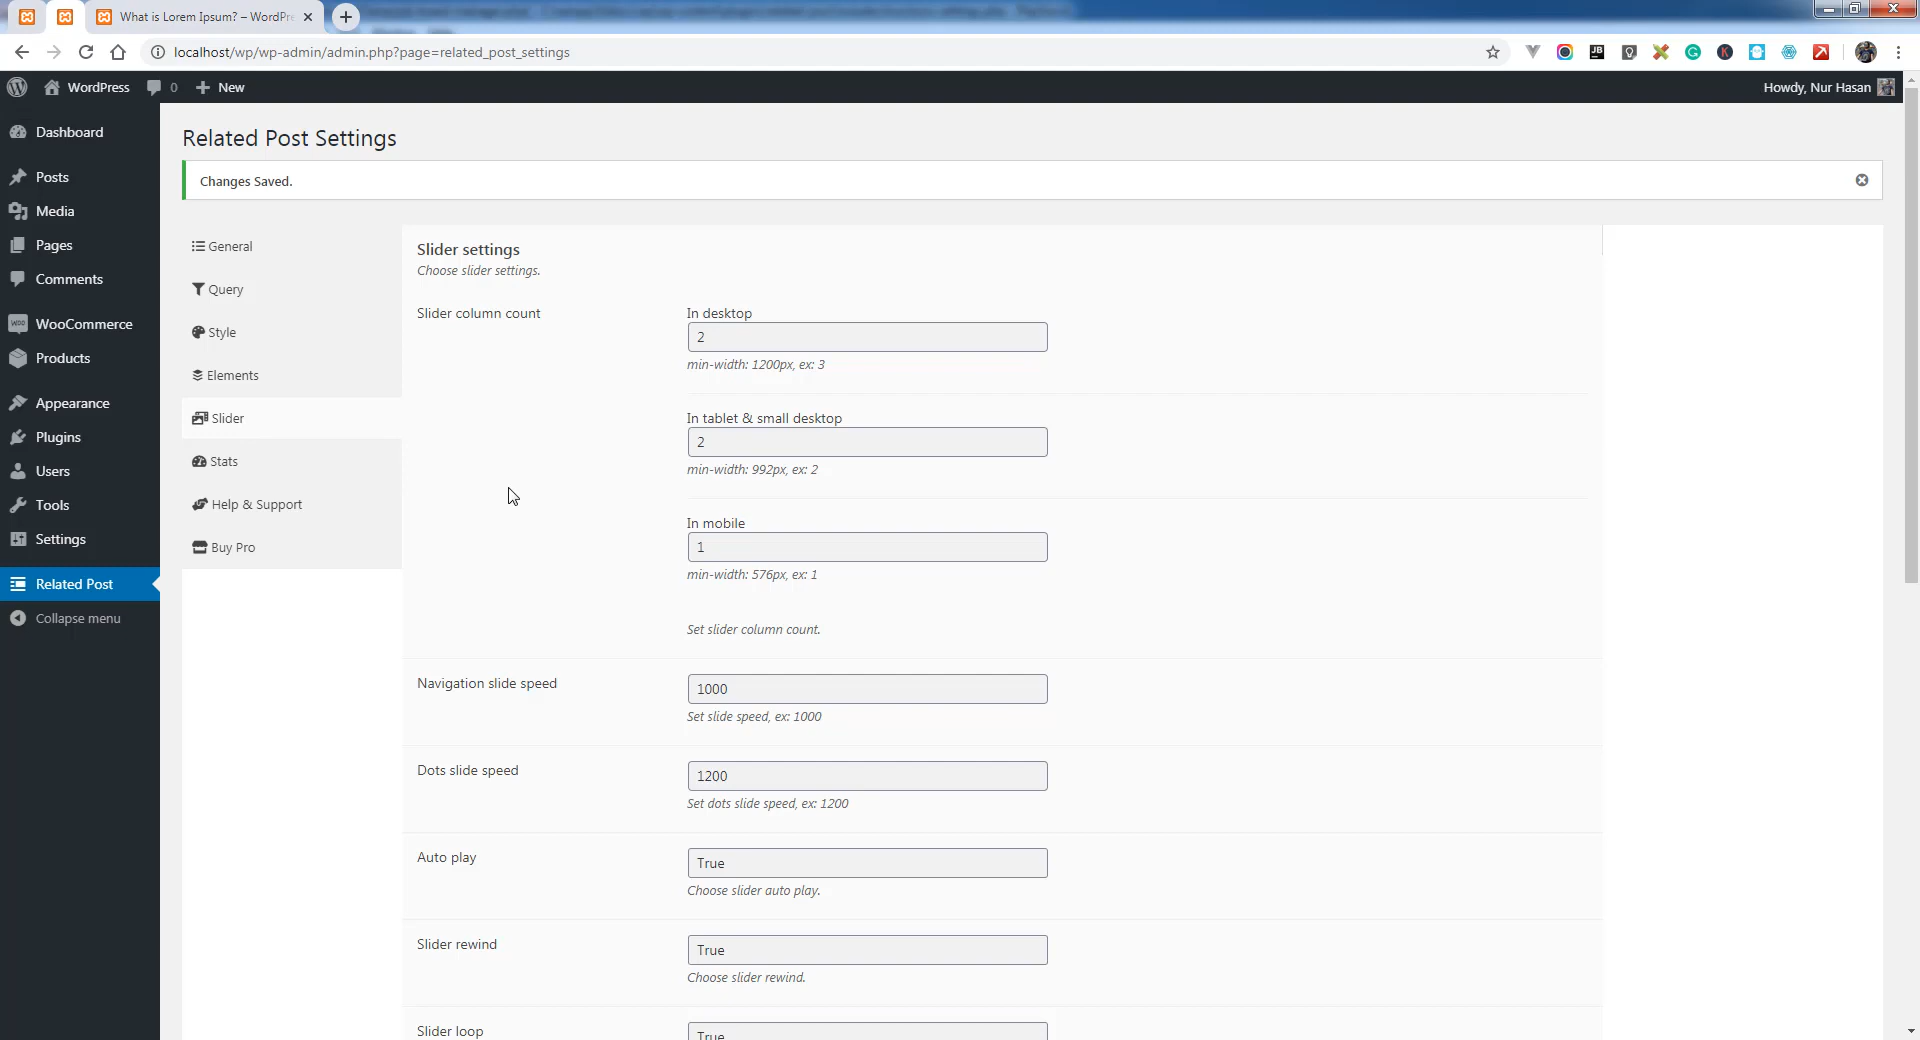 What is Lorem Ipsum? – WordPre
localhost/wp/wp-admin/admin.php?page=related_post_settings
WordPress
0
New
Howdy, Nur Hasan
Dashboard
Posts
Media
Pages
Comments
WooCommerce
Products
Appearance
Plugins
Users
Tools
Settings
Related Post
Collapse menu
Related Post Settings
Changes Saved.
General
Query
Style
Elements
Slider
Stats
Help & Support
Buy Pro
Slider settings
Choose slider settings.
Slider column count
In desktop
2
min-width: 1200px, ex: 3
In tablet & small desktop
2
min-width: 992px, ex: 2
In mobile
1
min-width: 576px, ex: 1
Set slider column count.
Navigation slide speed
1000
Set slide speed, ex: 1000
Dots slide speed
1200
Set dots slide speed, ex: 1200
Auto play
True
Choose slider auto play.
Slider rewind
True
Choose slider rewind.
Slider loop
True